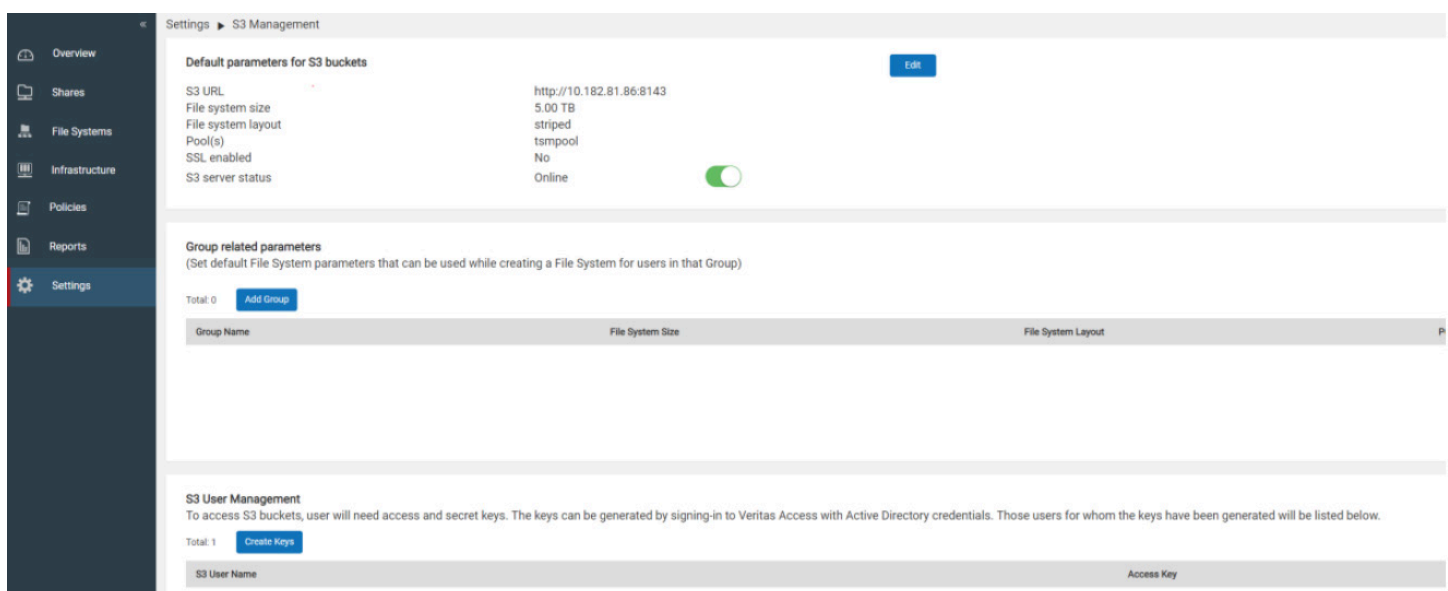 «
Settings ▶ S3 Management
Overview
Shares
File Systems
Infrastructure
Policies
Reports
Settings
Default parameters for S3 buckets
Edit
S3 URL http://10.182.81.86:8143
File system size 5.00 TB
File system layout striped
Pool(s) tsmpool
SSL enabled No
S3 server status Online
Group related parameters
(Set default File System parameters that can be used while creating a File System for users in that Group)
Total: 0 Add Group
Group Name File System Size File System Layout P
S3 User Management
To access S3 buckets, user will need access and secret keys. The keys can be generated by signing-in to Veritas Access with Active Directory credentials. Those users for whom the keys have been generated will be listed below.
Total: 1 Create Keys
S3 User Name Access Key